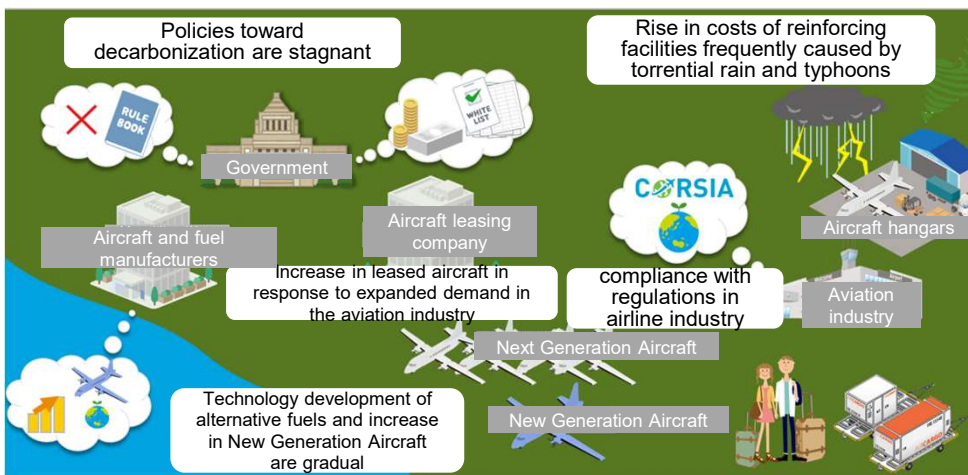 Policies toward
decarbonization are stagnant
Rise in costs of reinforcing
facilities frequently caused by
torrential rain and typhoons
RULE
BOOK
WHITE
LIST
Government
CORSIA
Aircraft and fuel
manufacturers
Aircraft leasing
company
Aircraft hangars
Increase in leased aircraft in
response to expanded demand in
the aviation industry
compliance with
regulations in
airline industry
Aviation
industry
Next Generation Aircraft
Technology development of
alternative fuels and increase
in New Generation Aircraft
are gradual
New Generation Aircraft